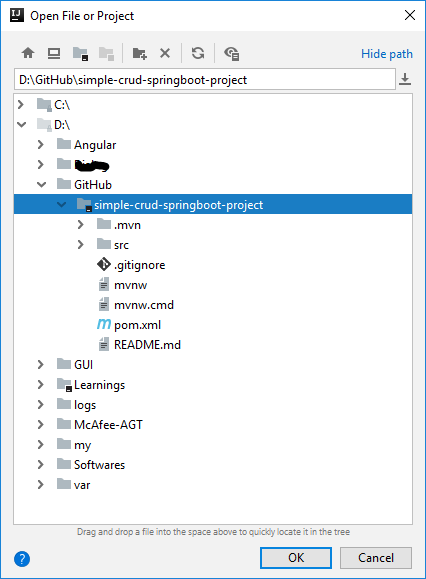 Open File or Project
Hide path
D:\GitHub\simple-crud-springboot-project
C:\
D:\
Angular
GitHub
simple-crud-springboot-project
.mvn
src
.gitignore
mvnw
mvnw.cmd
pom.xml
README.md
GUI
Learnings
logs
McAfee-AGT
my
Softwares
var
Drag and drop a file into the space above to quickly locate it in the tree
OK Cancel